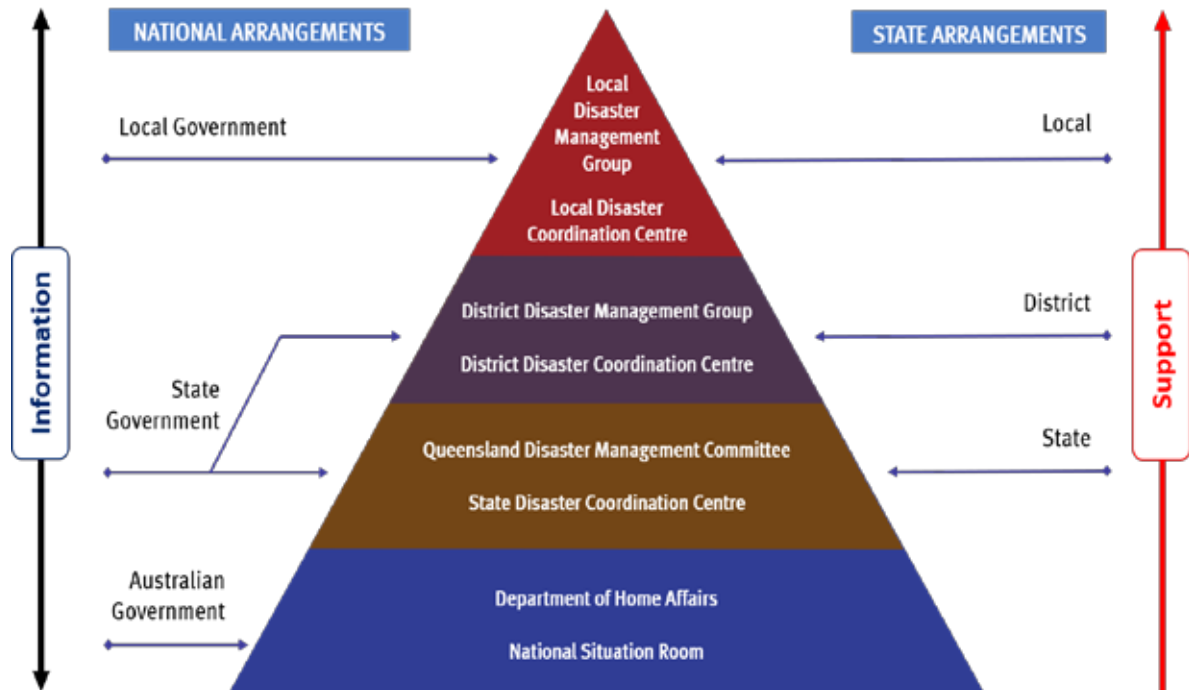 NATIONAL ARRANGEMENTS
STATE ARRANGEMENTS
Local
Disaster
Management
Group
Local Disaster
Coordination Centre
Local Government
Local
Information
Support
District Disaster Management Group
District Disaster Coordination Centre
District
State
Government
Queensland Disaster Management Committee
State Disaster Coordination Centre
State
Australian
Government
Department of Home Affairs
National Situation Room